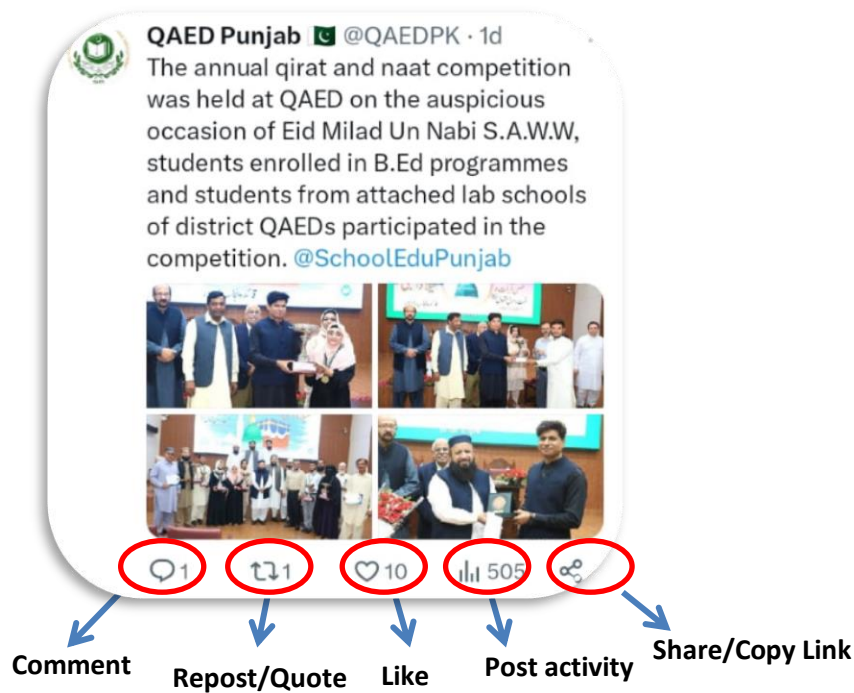 QAED Punjab 🇵🇰 @QAEDPK · 1d
The annual qirat and naat competition
was held at QAED on the auspicious
occasion of Eid Milad Un Nabi S.A.W.W,
students enrolled in B.Ed programmes
and students from attached lab schools
of district QAEDs participated in the
competition. @SchoolEduPunjab
1 1 10 505
Comment Repost/Quote Like Post activity Share/Copy Link